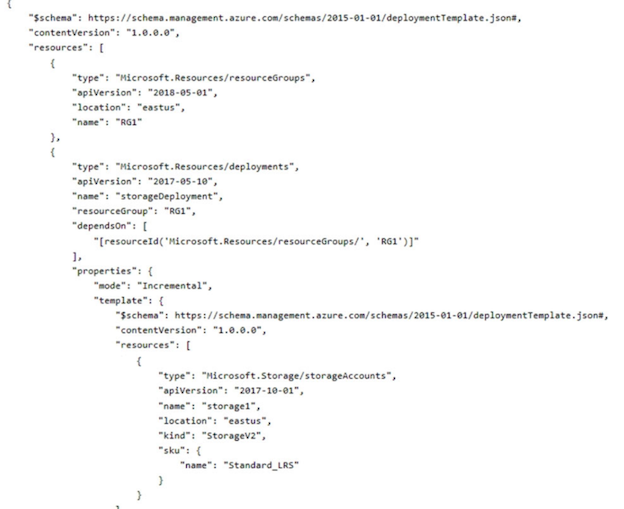 {
"$schema": https://schema.management.azure.com/schemas/2015-01-01/deploymentTemplate.json#,
"contentVersion": "1.0.0.0",
"resources": [
{
"type": "Microsoft.Resources/resourceGroups",
"apiVersion": "2018-05-01",
"location": "eastus",
"name": "RG1"
},
{
"type": "Microsoft.Resources/deployments",
"apiVersion": "2017-05-10",
"name": "storageDeployment",
"resourceGroup": "RG1",
"dependsOn": [
"[resourceId('Microsoft.Resources/resourceGroups/', 'RG1')]"
],
"properties": {
"mode": "Incremental",
"template": {
"$schema": https://schema.management.azure.com/schemas/2015-01-01/deploymentTemplate.json#,
"contentVersion": "1.0.0.0",
"resources": [
{
"type": "Microsoft.Storage/storageAccounts",
"apiVersion": "2017-10-01",
"name": "storage1",
"location": "eastus",
"kind": "StorageV2",
"sku": {
"name": "Standard_LRS"
}
}